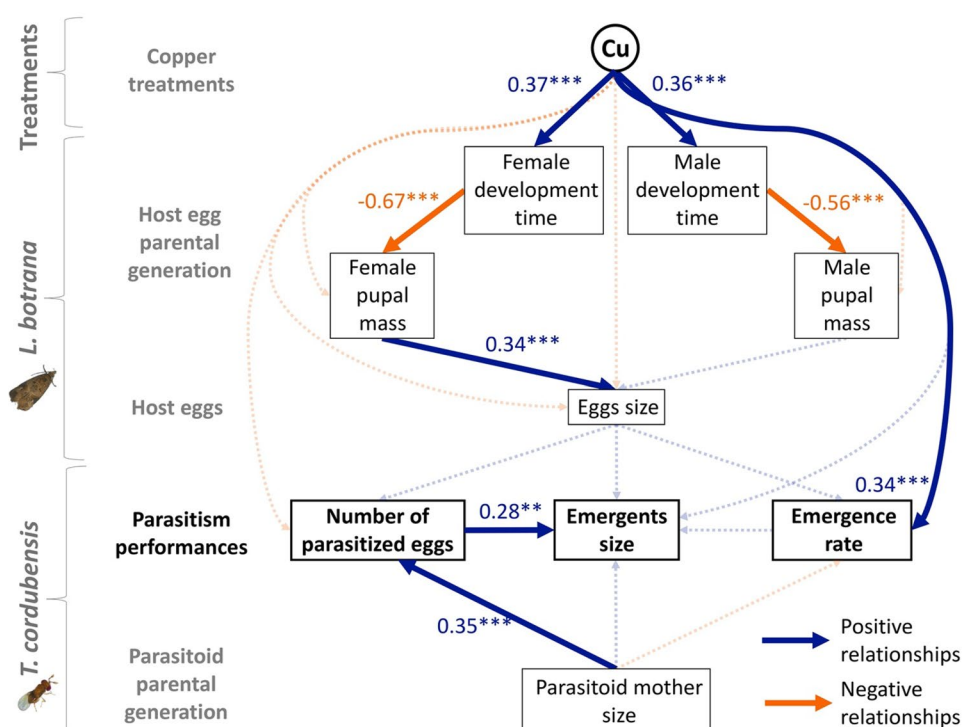 Treatments
Copper
treatments
Cu
0.37***
0.36***
L. botrana
Host egg
parental
generation
Female
development
time
Male
development
time
-0.67***
-0.56***
Female
pupal
mass
Male
pupal
mass
0.34***
Host eggs
Eggs size
T. cordubensis
Parasitism
performances
Number of
parasitized eggs
0.28**
Emergents
size
0.34***
Emergence
rate
0.35***
Parasitoid
parental
generation
Parasitoid mother
size
Positive
relationships
Negative
relationships